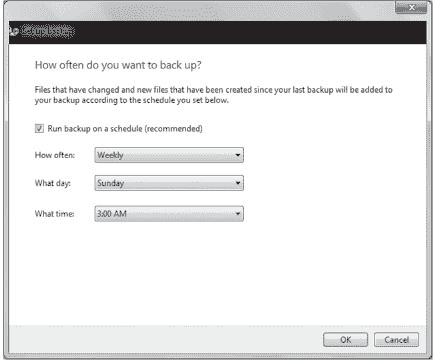 How often do you want to back up?
Files that have changed and new files that have been created since your last backup will be added to
your backup according to the schedule you set below.
Run backup on a schedule (recommended)
How often: Weekly
What day: Sunday
What time: 3:00 AM
OK Cancel